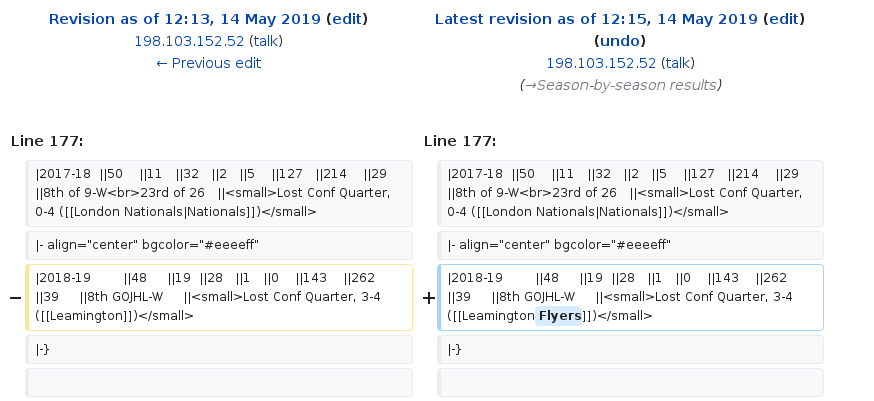 Revision as of 12:13, 14 May 2019 (edit)
198.103.152.52 (talk)
← Previous edit
Latest revision as of 12:15, 14 May 2019 (edit)
(undo)
198.103.152.52 (talk)
(→Season-by-season results)
Line 177:
Line 177:
|2017-18 ||50 ||11 ||32 ||2 ||5 ||127 ||214 ||29
||8th of 9-W<br>23rd of 26 ||<small>Lost Conf Quarter,
0-4 ([[London Nationals|Nationals]])</small>
|2017-18 ||50 ||11 ||32 ||2 ||5 ||127 ||214 ||29
||8th of 9-W<br>23rd of 26 ||<small>Lost Conf Quarter,
0-4 ([[London Nationals|Nationals]])</small>
|- align="center" bgcolor="#eeeeff"
|- align="center" bgcolor="#eeeeff"
− |2018-19 ||48 ||19 ||28 ||1 ||0 ||143 ||262
||39 ||8th GOJHL-W ||<small>Lost Conf Quarter, 3-4
([[Leamington]])</small>
+ |2018-19 ||48 ||19 ||28 ||1 ||0 ||143 ||262
||39 ||8th GOJHL-W ||<small>Lost Conf Quarter, 3-4
([[Leamington Flyers]])</small>
|-}
|-}